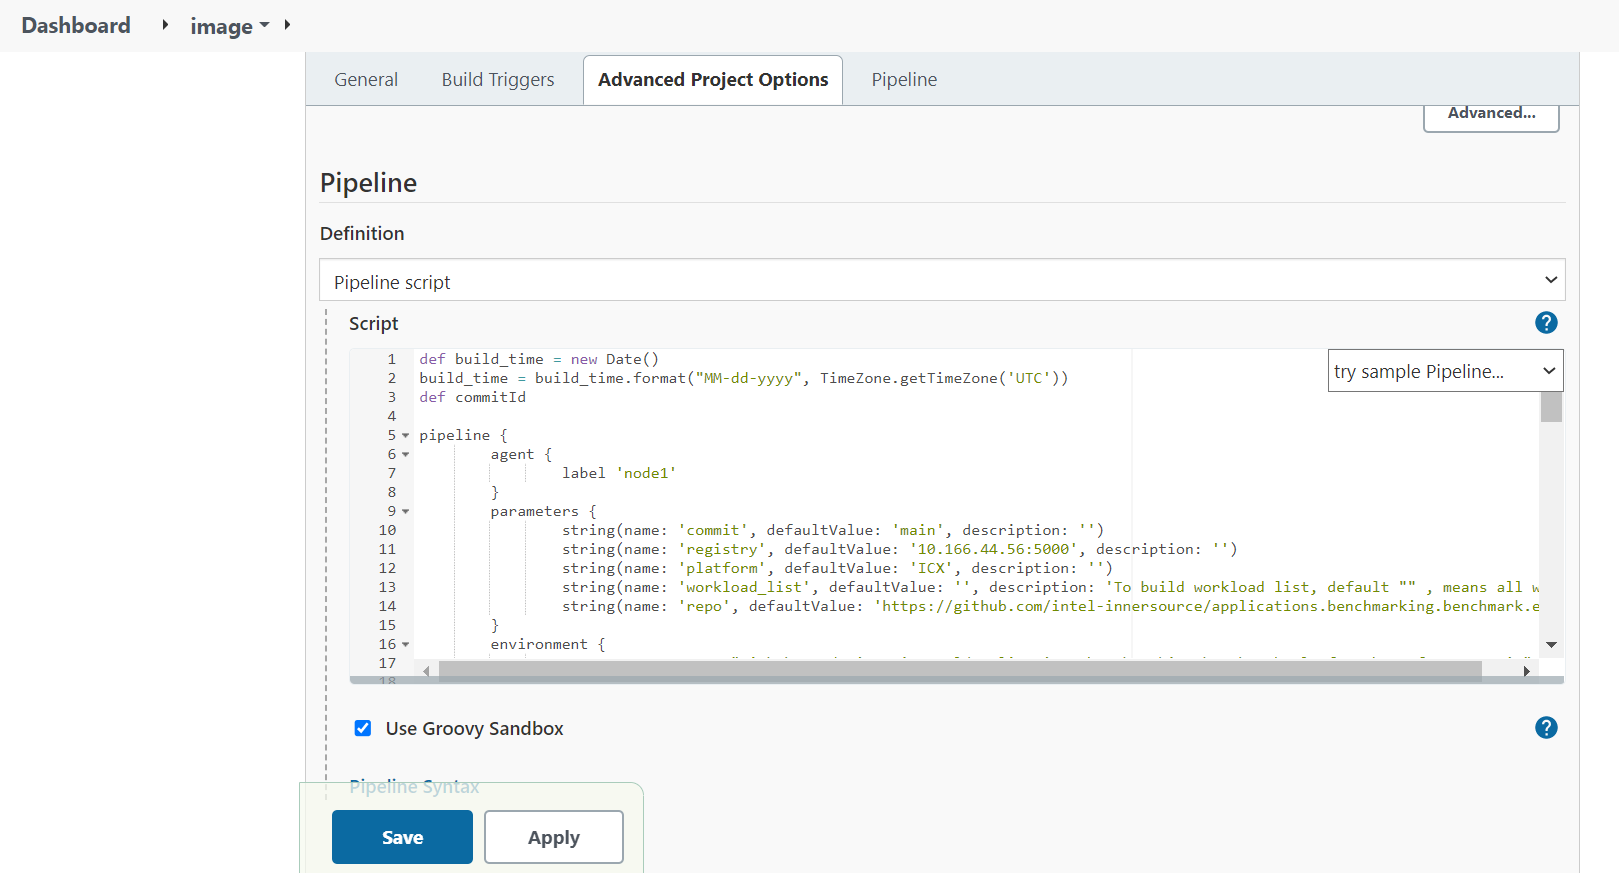 Dashboard image
General Build Triggers Advanced Project Options Pipeline
Advanced...
Pipeline
Definition
Pipeline script
Script
try sample Pipeline...
1 def build_time = new Date()
2 build_time = build_time.format("MM-dd-yyyy", TimeZone.getTimeZone('UTC'))
3 def commitId
4
5 pipeline {
6 agent {
7 label 'node1'
8 }
9 parameters {
10 string(name: 'commit', defaultValue: 'main', description: '')
11 string(name: 'registry', defaultValue: '10.166.44.56:5000', description: '')
12 string(name: 'platform', defaultValue: 'ICX', description: '')
13 string(name: 'workload_list', defaultValue: '', description: 'To build workload list, default "" , means all w
14 string(name: 'repo', defaultValue: 'https://github.com/intel-innersource/applications.benchmarking.benchmark.e
15 }
16 environment {
17
18
Use Groovy Sandbox
Pipeline Syntax
Save Apply